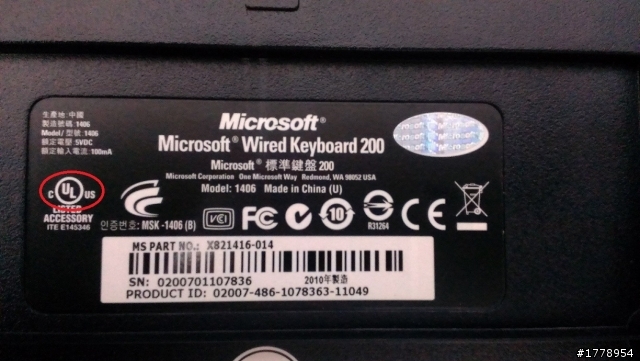 生產地: 中國
製造號碼: 1406
Model / 型號: 1406
額定電壓: 5VDC
額定輸入電流: 100mA
Microsoft®
Microsoft® Wired Keyboard 200
Microsoft® 標準鍵盤 200
Microsoft Corporation One Microsoft Way Redmond, WA 98052 USA
Model: 1406 Made in China (U)
C UL US
LISTED
ACCESSORY
ITE E145346
인증번호: MSK-1406 (B)
VCI
FC
10
R31264
CE
MS PART NO.: X821416-014
SN: 0200701107836 2010年製造
PRODUCT ID: 02007-486-1078363-11049
#1778954